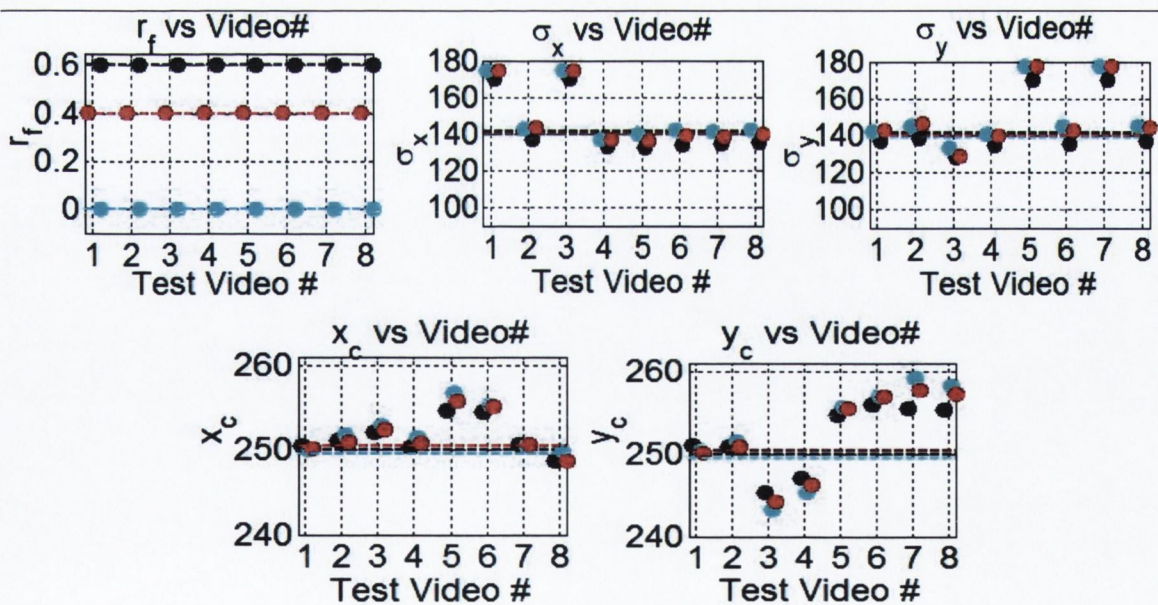 r_f vs Video#
0.6
0.4
0.2
0
r_f
1 2 3 4 5 6 7 8
Test Video #
σ_x vs Video#
180
160
140
120
100
σ_x
1 2 3 4 5 6 7 8
Test Video #
σ_y vs Video#
180
160
140
120
100
σ_y
1 2 3 4 5 6 7 8
Test Video #
x_c vs Video#
260
250
240
x_c
1 2 3 4 5 6 7 8
Test Video #
y_c vs Video#
260
250
240
y_c
1 2 3 4 5 6 7 8
Test Video #